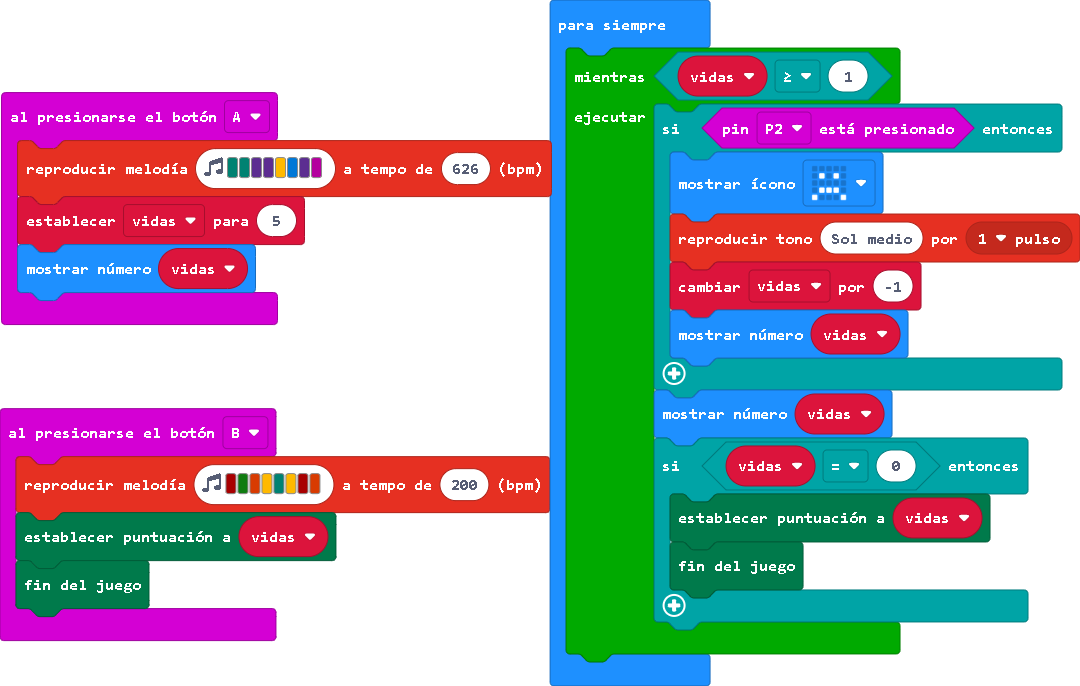 al presionarse el botón A
reproducir melodía a tempo de 626 (bpm)
establecer vidas para 5
mostrar número vidas
al presionarse el botón B
reproducir melodía a tempo de 200 (bpm)
establecer puntuación a vidas
fin del juego
para siempre
mientras vidas ≥ 1
ejecutar
si pin P2 está presionado entonces
mostrar ícono
reproducir tono Sol medio por 1 pulso
cambiar vidas por -1
mostrar número vidas
mostrar número vidas
si vidas = 0 entonces
establecer puntuación a vidas
fin del juego